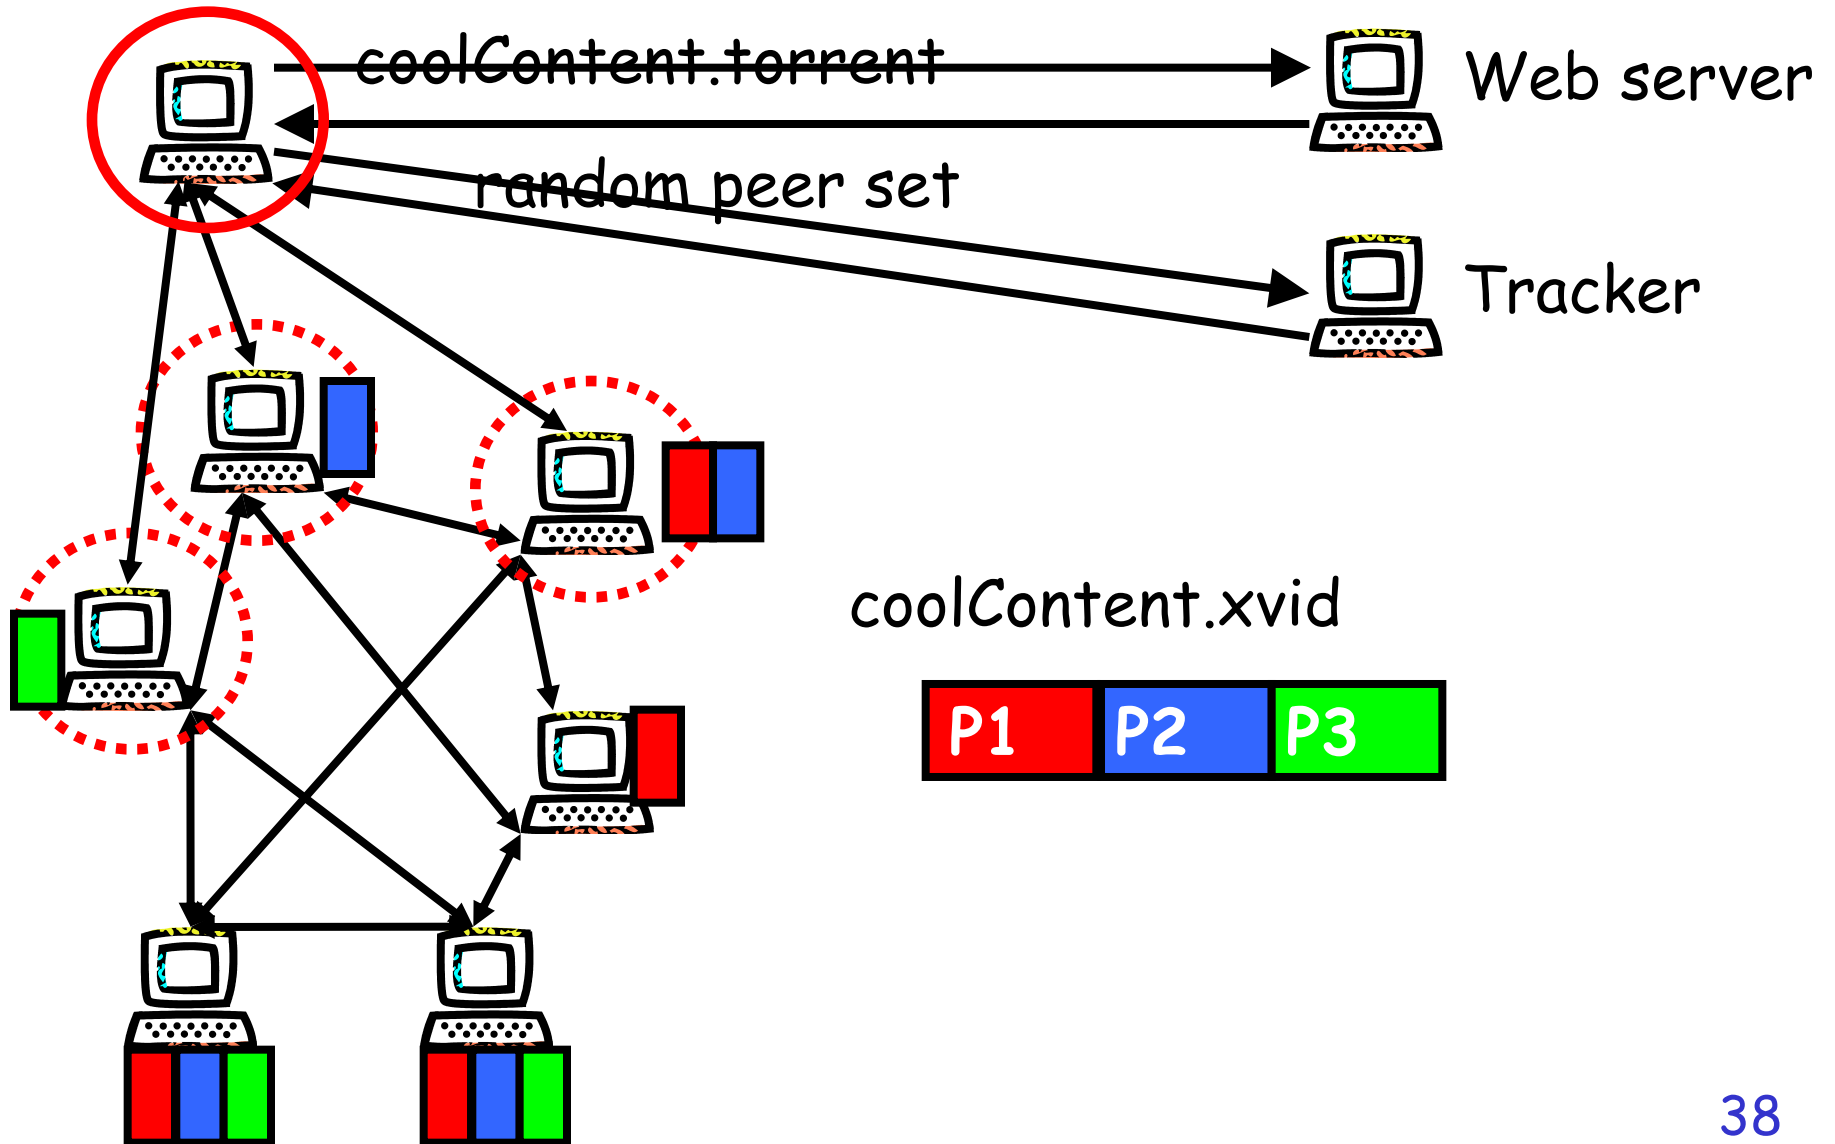 coolContent.torrent
Web server
random peer set
Tracker
coolContent.xvid
P1 P2 P3
38